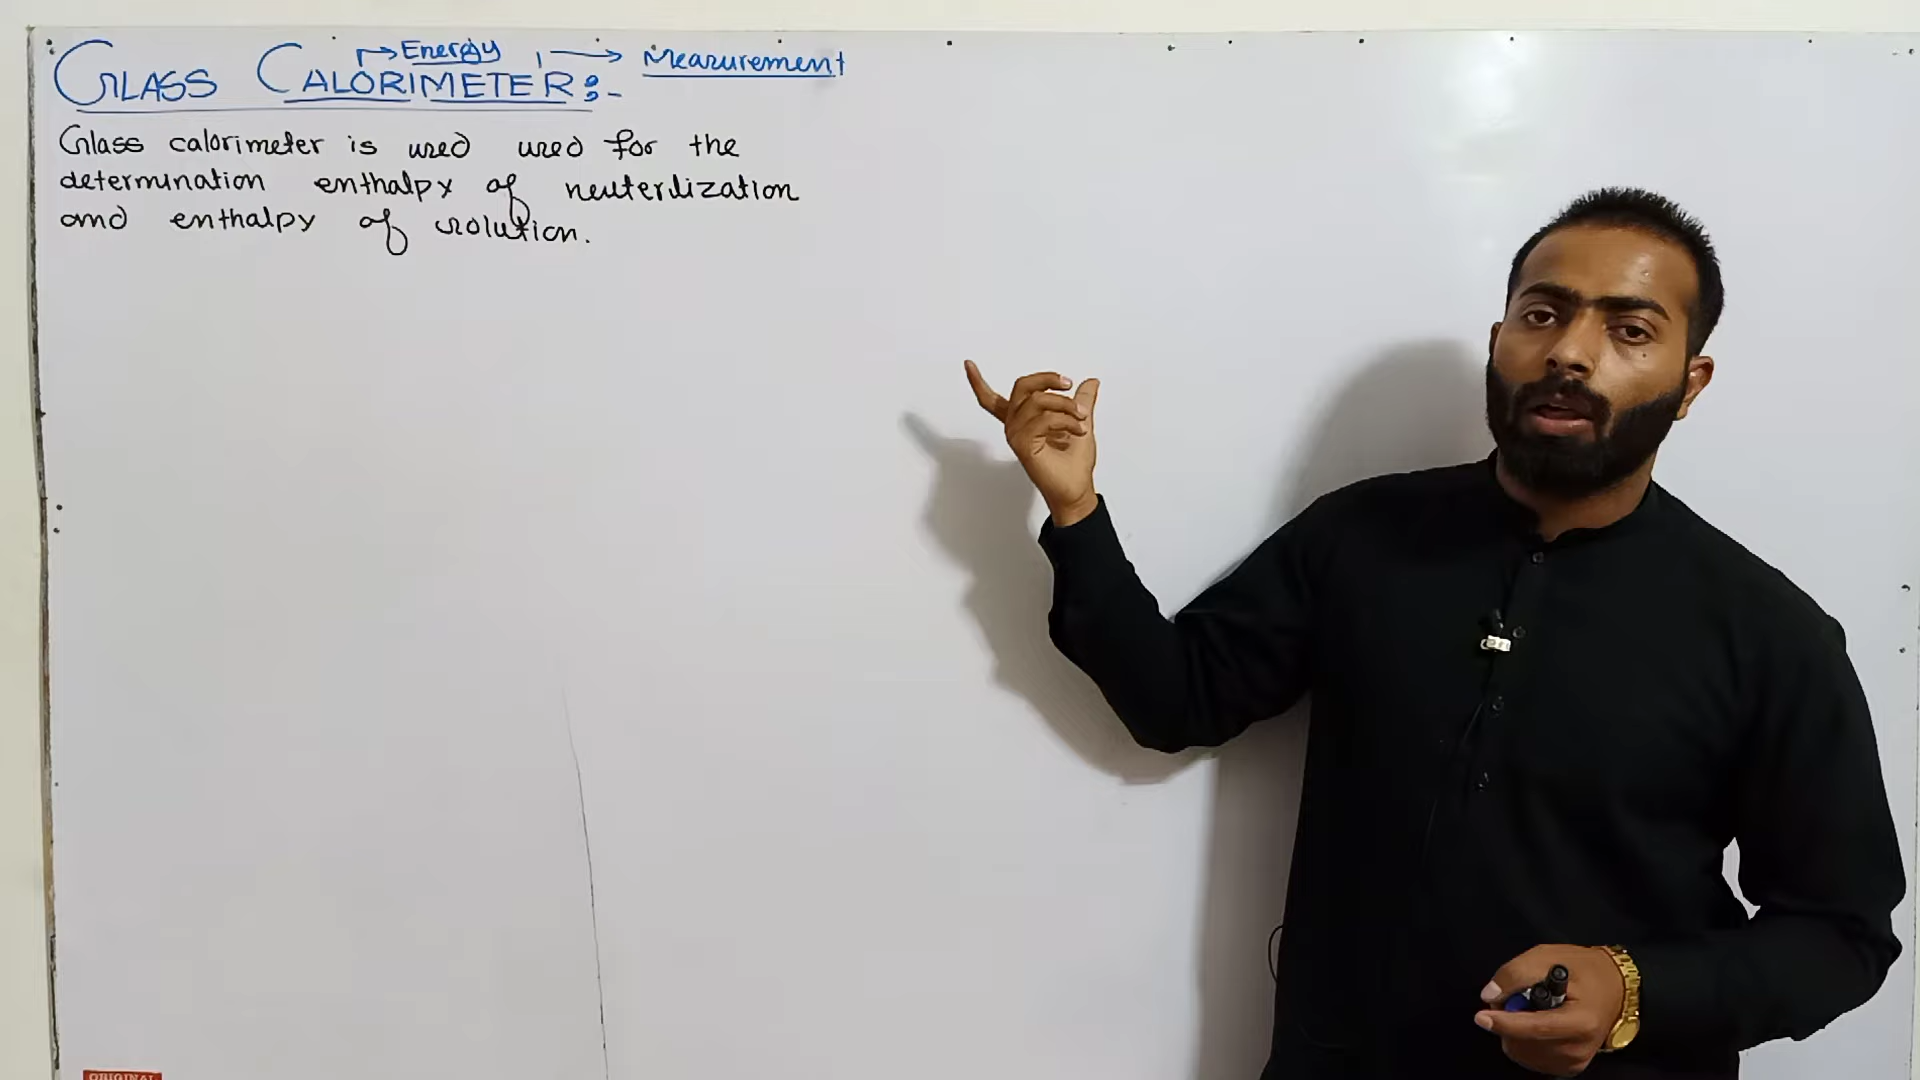 Energy → Measurement
GLASS CALORIMETER:-
Glass calorimeter is used used for the
determination enthalpy of neuterlization
and enthalpy of solution.
ORIGINAL